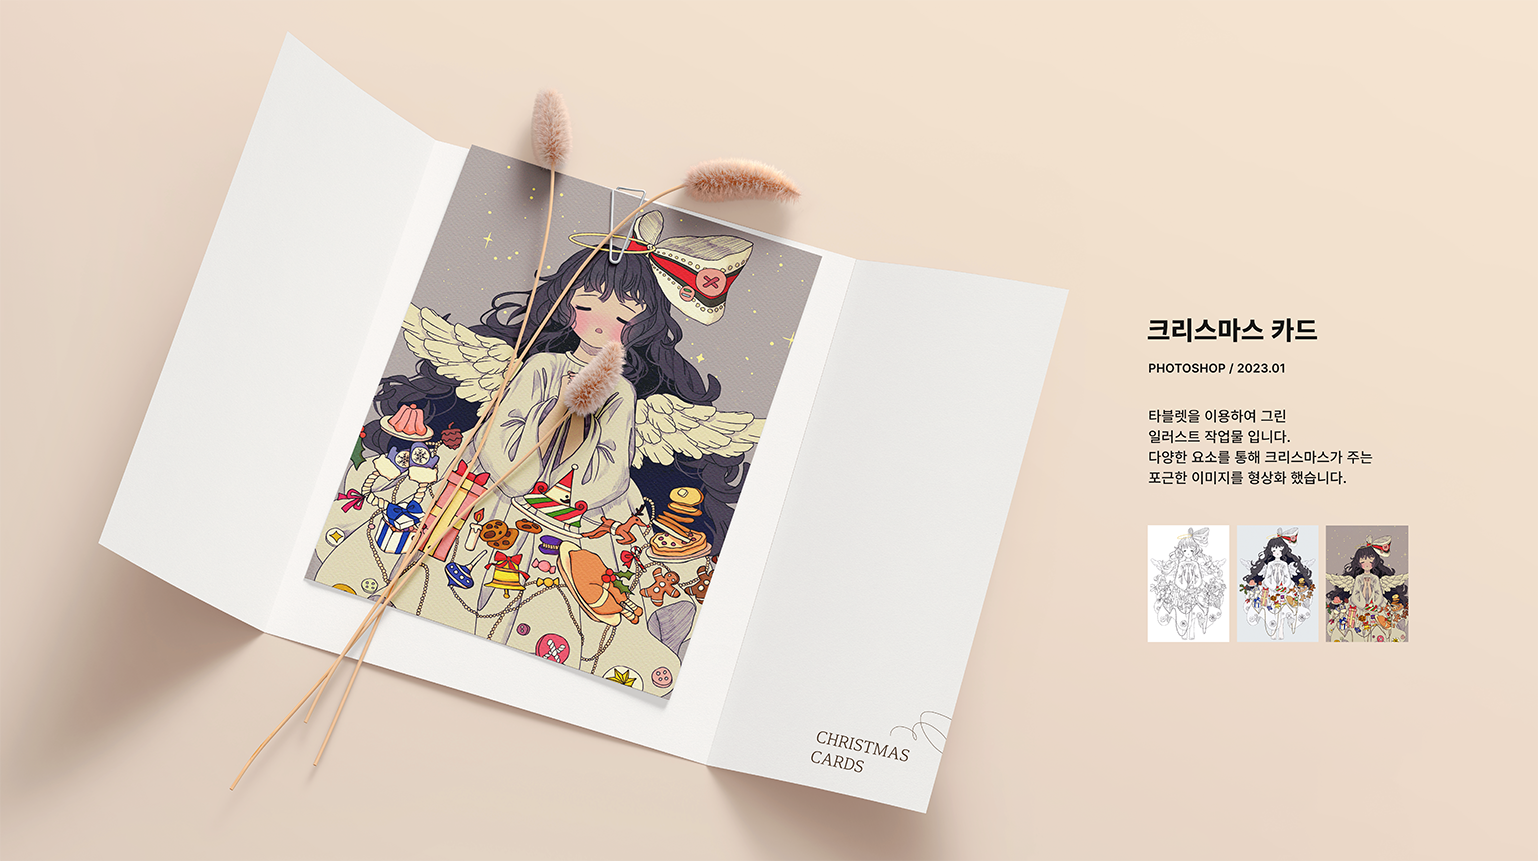 크리스마스 카드
PHOTOSHOP / 2023.01
타블렛을 이용하여 그린
일러스트 작업물 입니다.
다양한 요소를 통해 크리스마스가 주는
포근한 이미지를 형상화 했습니다.
CHRISTMAS
CARDS